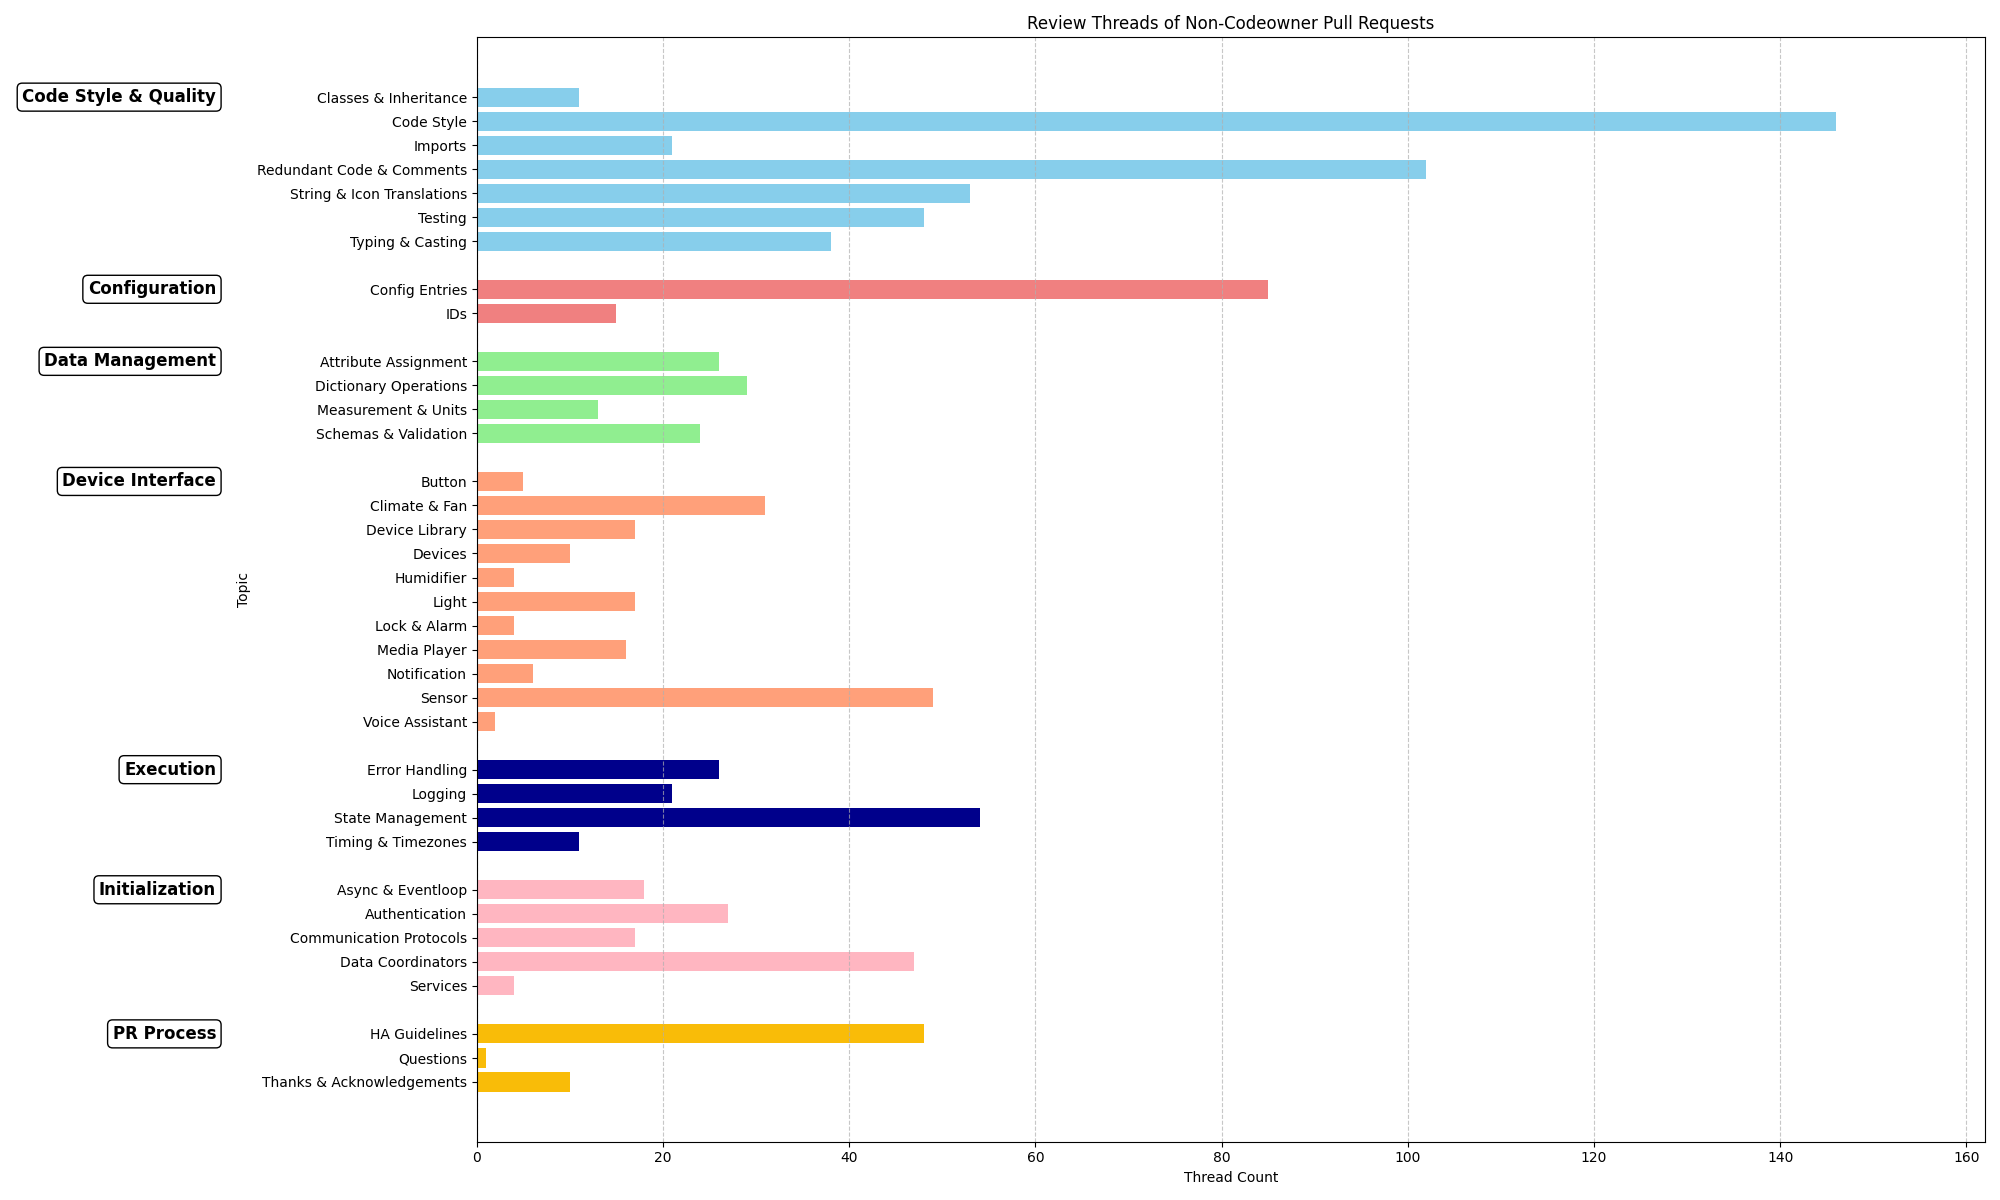 Review Threads of Non-Codeowner Pull Requests
Code Style & Quality
Classes & Inheritance
Code Style
Imports
Redundant Code & Comments
String & Icon Translations
Testing
Typing & Casting
Configuration
Config Entries
IDs
Data Management
Attribute Assignment
Dictionary Operations
Measurement & Units
Schemas & Validation
Device Interface
Button
Climate & Fan
Device Library
Devices
Humidifier
Light
Lock & Alarm
Media Player
Notification
Sensor
Voice Assistant
Topic
Execution
Error Handling
Logging
State Management
Timing & Timezones
Initialization
Async & Eventloop
Authentication
Communication Protocols
Data Coordinators
Services
PR Process
HA Guidelines
Questions
Thanks & Acknowledgements
0 20 40 60 80 100 120 140 160
Thread Count